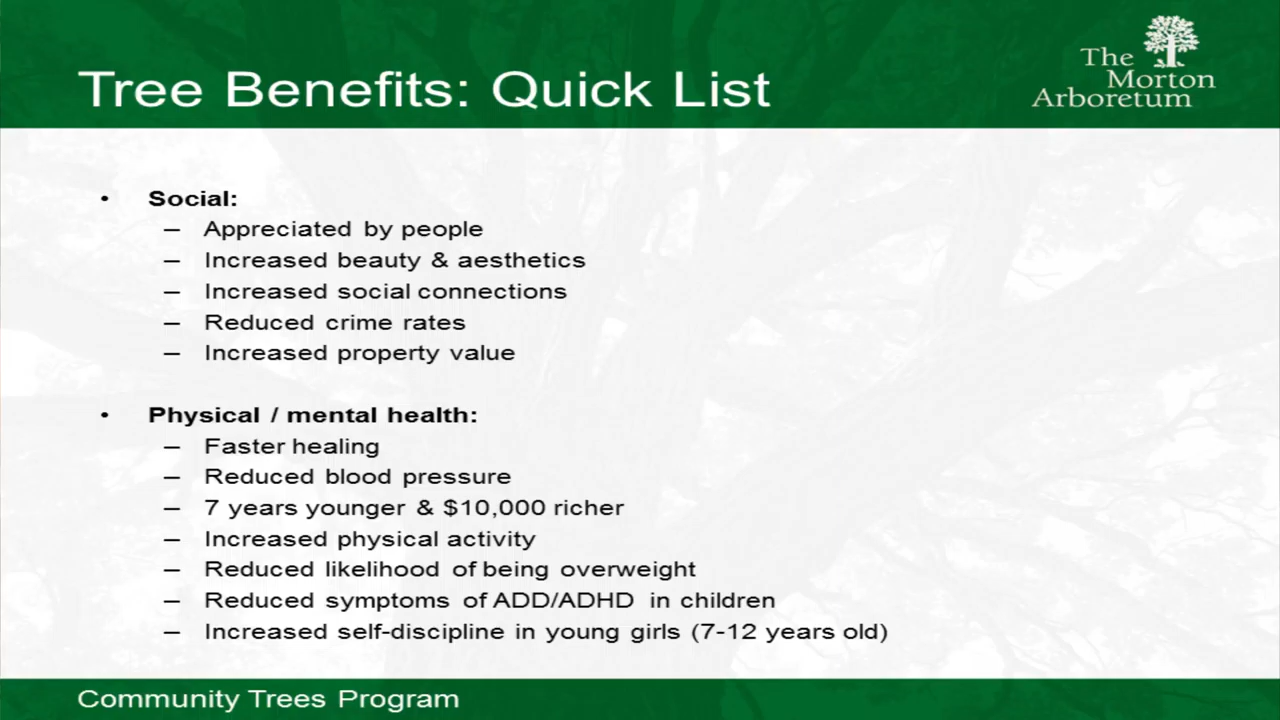 Tree Benefits: Quick List
The
Morton
Arboretum
• Social:
– Appreciated by people
– Increased beauty & aesthetics
– Increased social connections
– Reduced crime rates
– Increased property value
• Physical / mental health:
– Faster healing
– Reduced blood pressure
– 7 years younger & $10,000 richer
– Increased physical activity
– Reduced likelihood of being overweight
– Reduced symptoms of ADD/ADHD in children
– Increased self-discipline in young girls (7-12 years old)
Community Trees Program